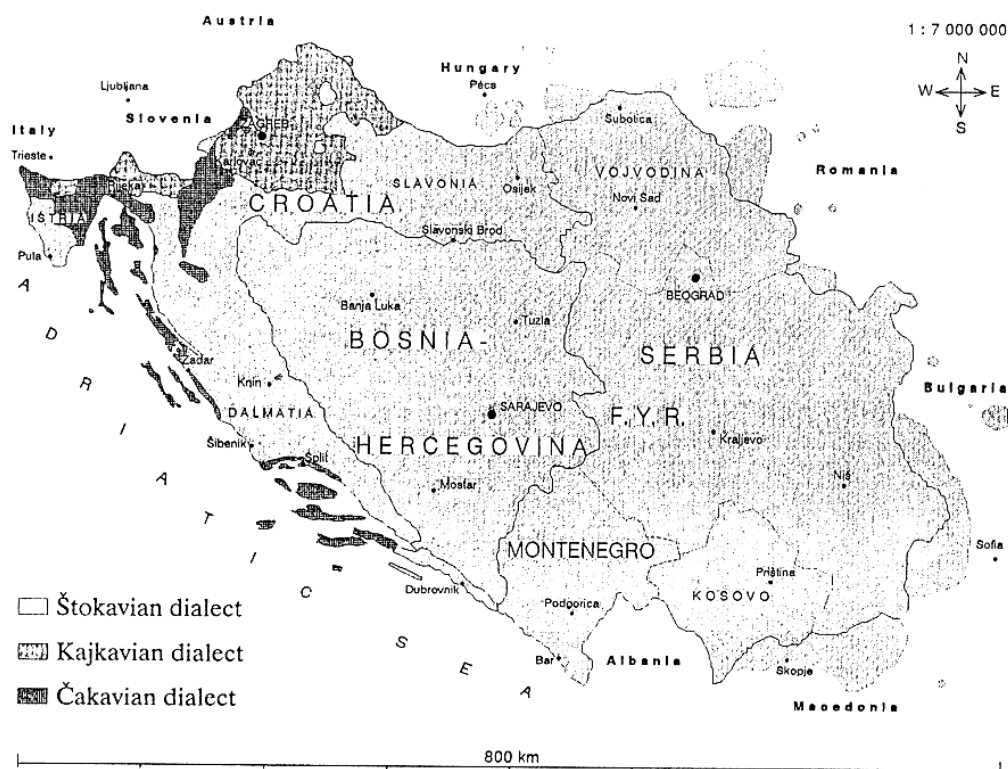 Austria
1 : 7 000 000
Hungary
N
Pécs
Ljubljana
W E
Subotica
Slovenia
S
ZAGREB
Italy
Trieste
Karlovac
Romania
VOJVODINA
SLAVONIA
Osijek
Rijeka
Novi Sad
CROATIA
ISTRIA
Slavonski Brod
Pula
BEOGRAD
Banja Luka
Tuzla
BOSNIA-
SERBIA
Zadar
Knin
Bulgaria
SARAJEVO
DALMATIA
F.Y.R.
Kraljevo
HERCEGOVINA
Šibenik
Split
Niš
Mostar
Sofia
MONTENEGRO
Priština
Dubrovnik
KOSOVO
Podgorica
Bar
Albania
Skopje
Macedonia
ADRIATIC SEA
Štokavian dialect
Kajkavian dialect
Čakavian dialect
800 km